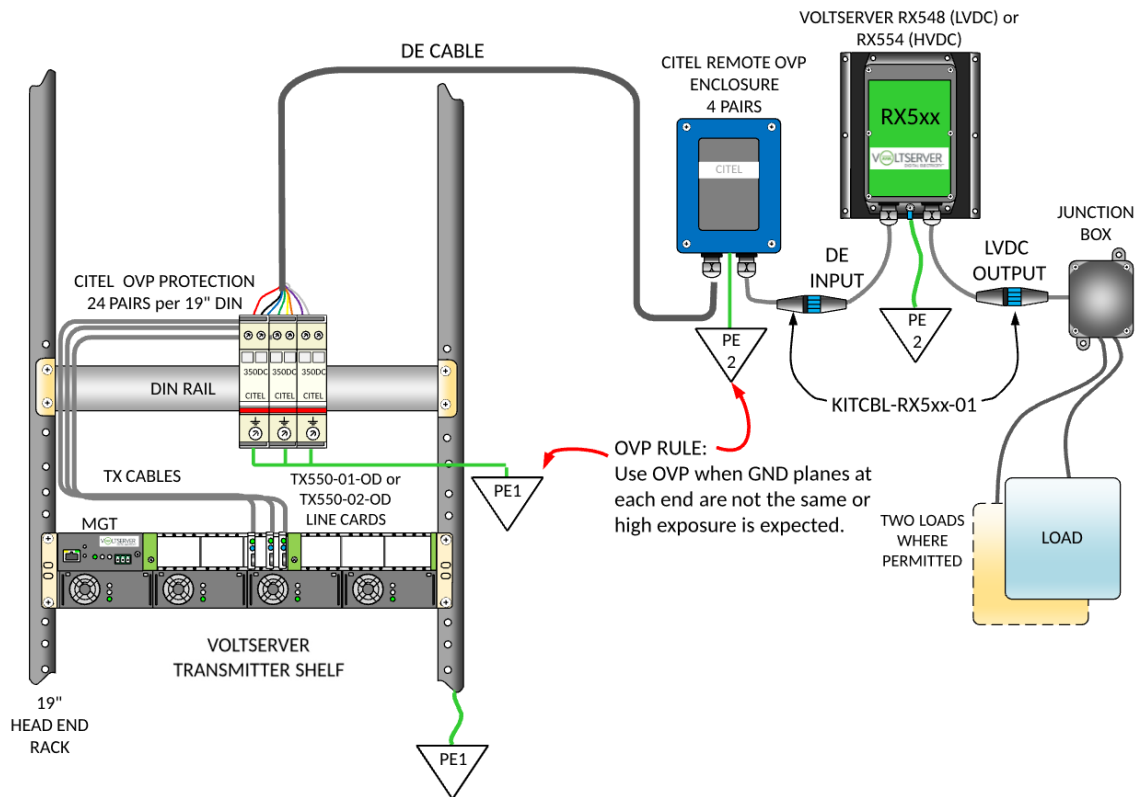 VOLTSERVER RX548 (LVDC) or
RX554 (HVDC)
DE CABLE
CITEL REMOTE OVP
ENCLOSURE
4 PAIRS
RX5xx
VOLTSERVER
DIGITAL ELECTRICITY™
CITEL
JUNCTION
BOX
DE
INPUT
LVDC
OUTPUT
CITEL OVP PROTECTION
24 PAIRS per 19" DIN
PE
2
PE
2
350DC
350DC
350DC
DIN RAIL
CITEL
CITEL
CITEL
KITCBL-RX5xx-01
OVP RULE:
Use OVP when GND planes at
each end are not the same or
high exposure is expected.
TX CABLES
TX550-01-OD or
TX550-02-OD
LINE CARDS
PE1
MGT
VOLTSERVER
TWO LOADS
WHERE
PERMITTED
LOAD
VOLTSERVER
TRANSMITTER SHELF
19"
HEAD END
RACK
PE1